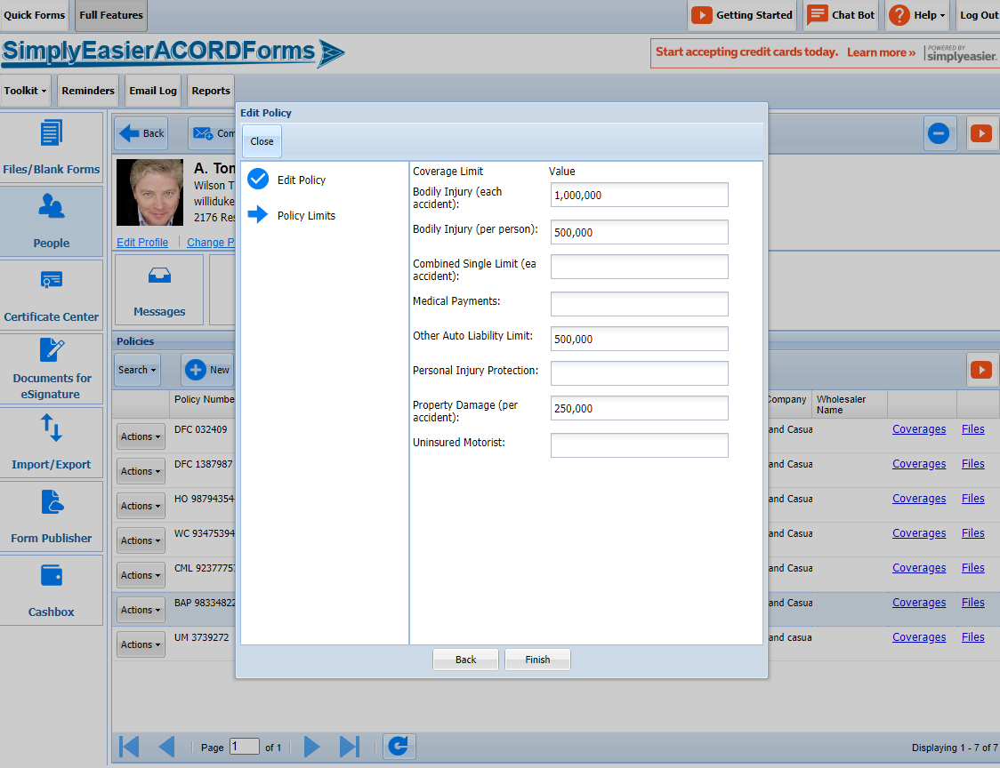 Quick Forms
Full Features
Getting Started
Chat Bot
Help
Log Out
SimplyEasierACORDForms
Start accepting credit cards today. Learn more »
POWERED BY
simplyeasier.
Toolkit
Reminders
Email Log
Reports
Files/Blank Forms
People
Certificate Center
Documents for
eSignature
Import/Export
Form Publisher
Cashbox
Back
Com
A. Ton
Wilson T
williduke
2176 Res
Edit Profile
Change P
Messages
Policies
Search
New
Policy Numbe
Company
Wholesaler
Name
Actions
DFC 032409
and Casua
Coverages
Files
Actions
DFC 1387987
and Casua
Coverages
Files
Actions
HO 98794354
and Casua
Coverages
Files
Actions
WC 93475394
and Casua
Coverages
Files
Actions
CML 9237775
and Casua
Coverages
Files
Actions
BAP 98334822
and Casua
Coverages
Files
Actions
UM 3739272
and casua
Coverages
Files
Edit Policy
Close
Edit Policy
Policy Limits
Coverage Limit
Value
Bodily Injury (each
accident):
1,000,000
Bodily Injury (per person):
500,000
Combined Single Limit (ea
accident):
Medical Payments:
Other Auto Liability Limit:
500,000
Personal Injury Protection:
Property Damage (per
accident):
250,000
Uninsured Motorist:
Back
Finish
Page 1 of 1
Displaying 1 - 7 of 7